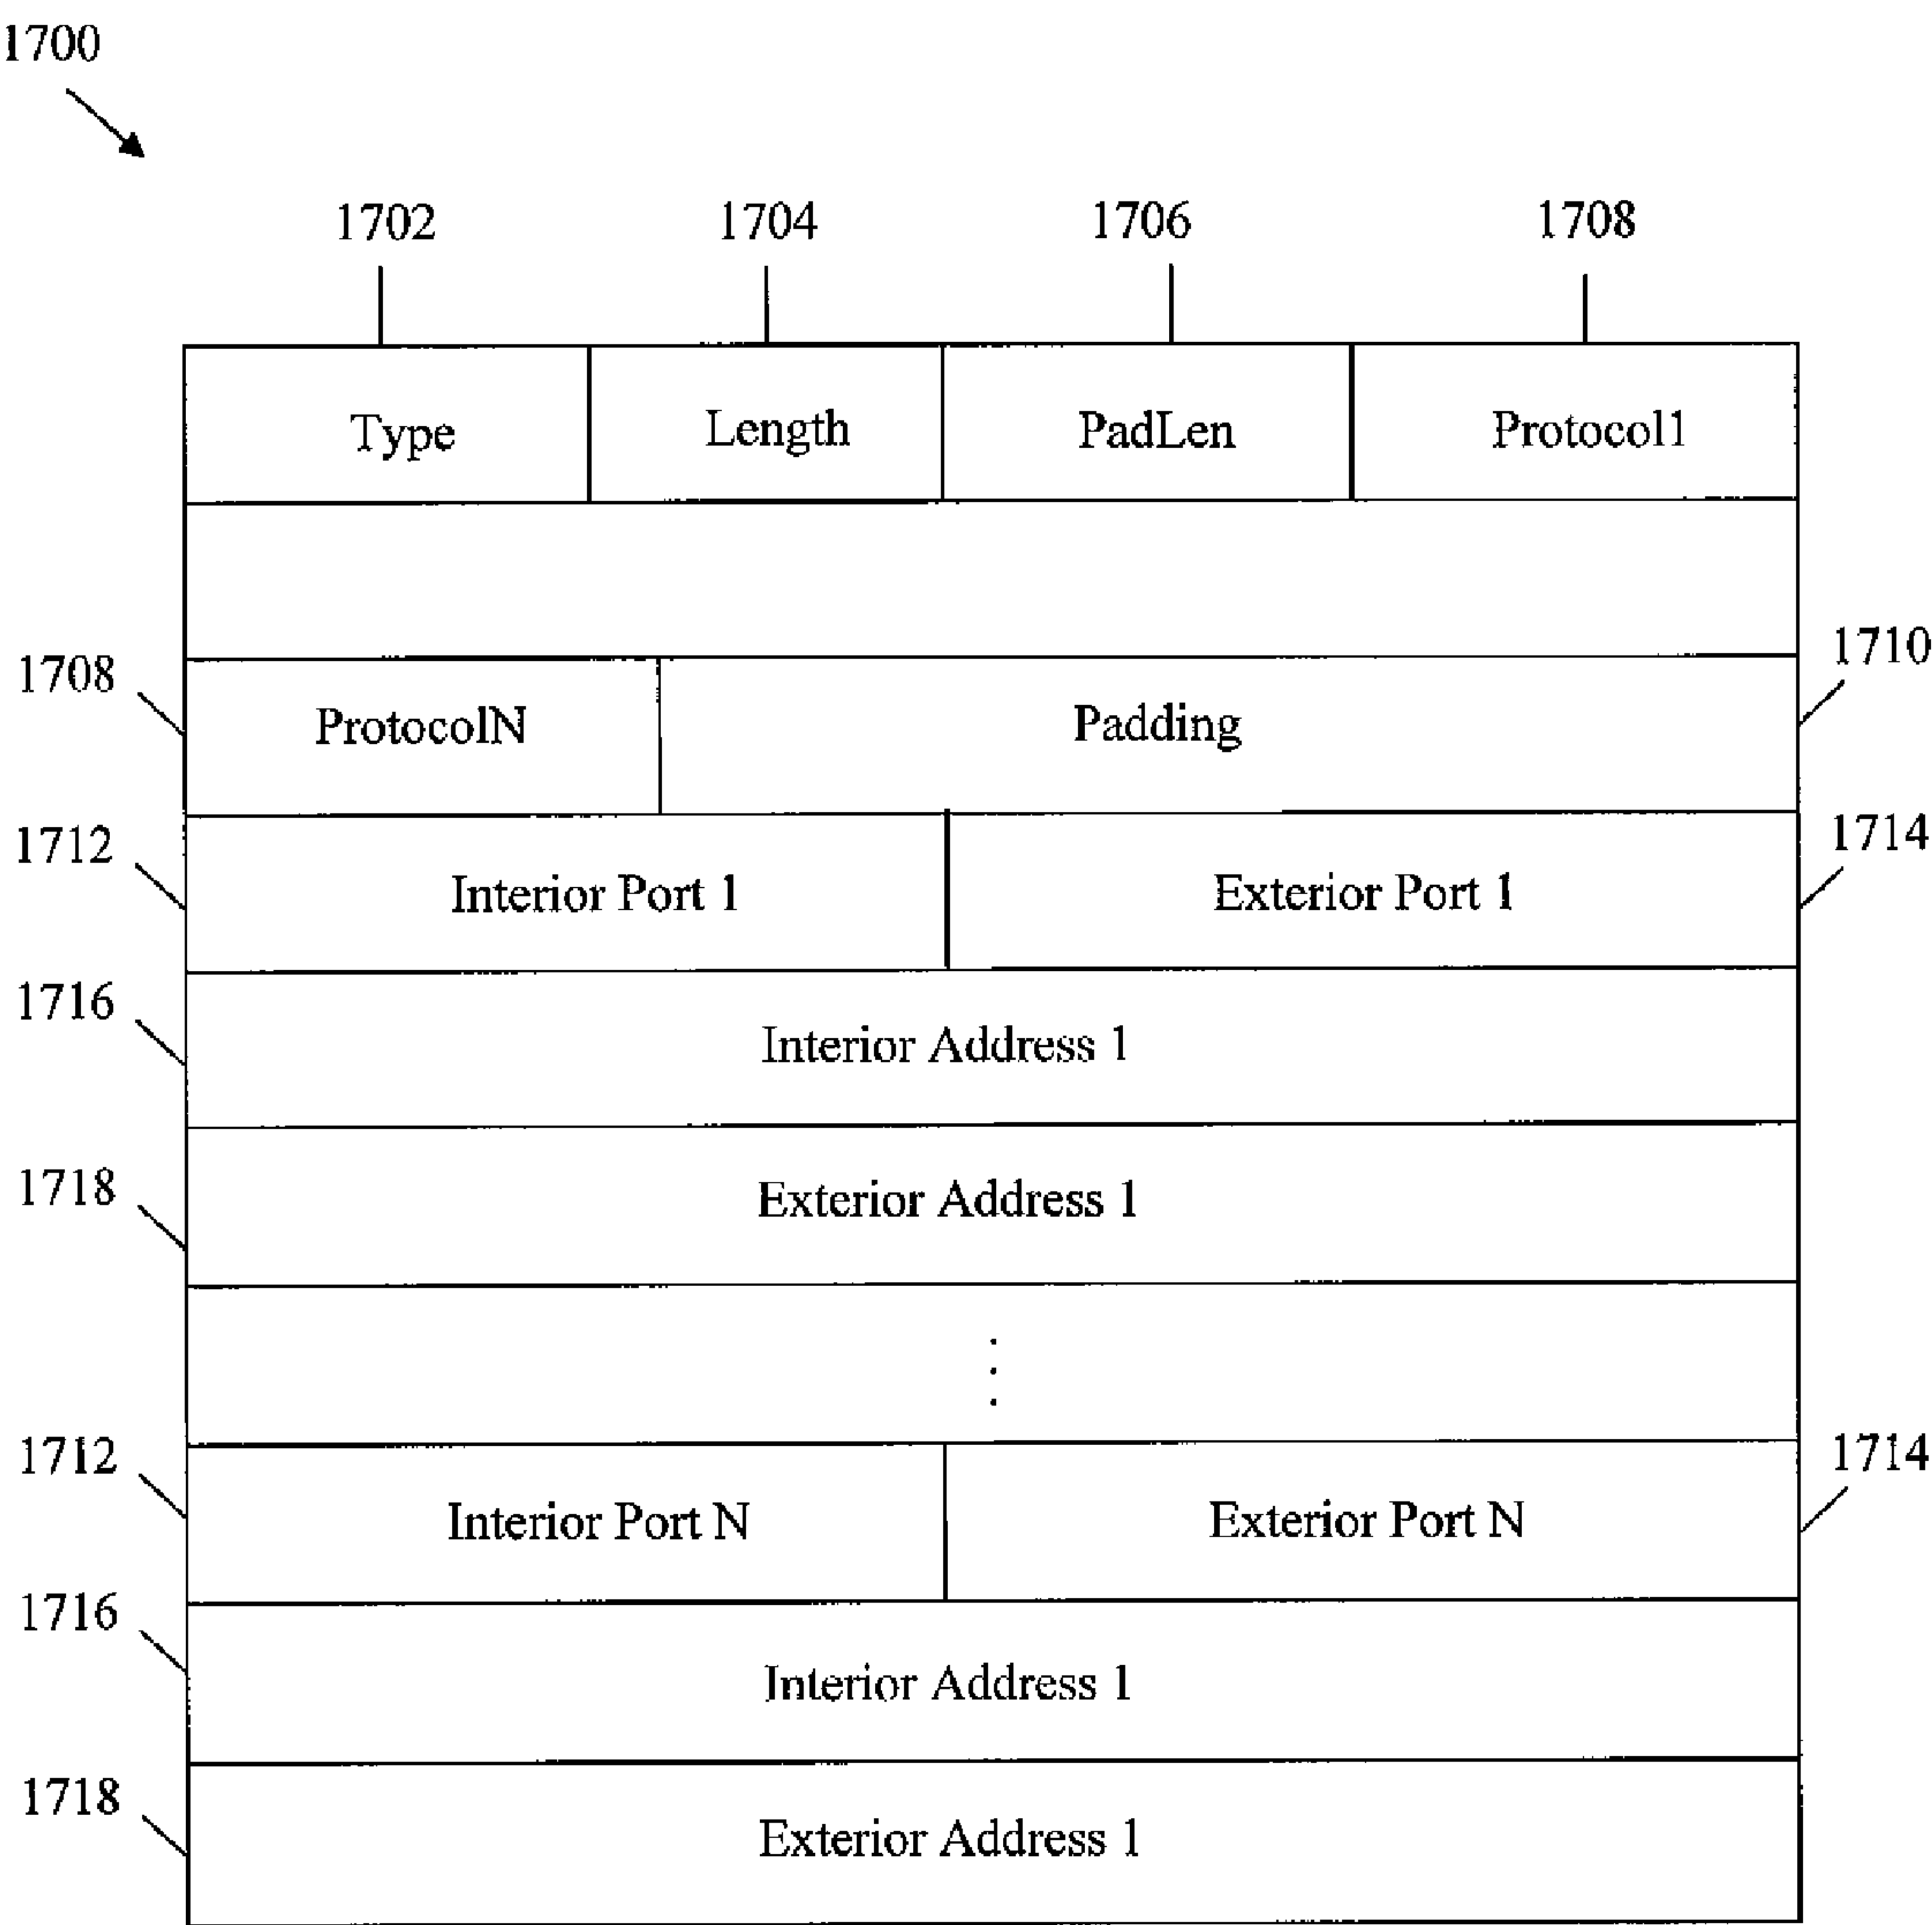 1700
1702 1704 1706 1708
Type Length PadLen Protocol1
1708 ProtocolN Padding 1710
1712 Interior Port 1 Exterior Port 1 1714
1716 Interior Address 1
1718 Exterior Address 1
1712 Interior Port N Exterior Port N 1714
1716 Interior Address 1
1718 Exterior Address 1